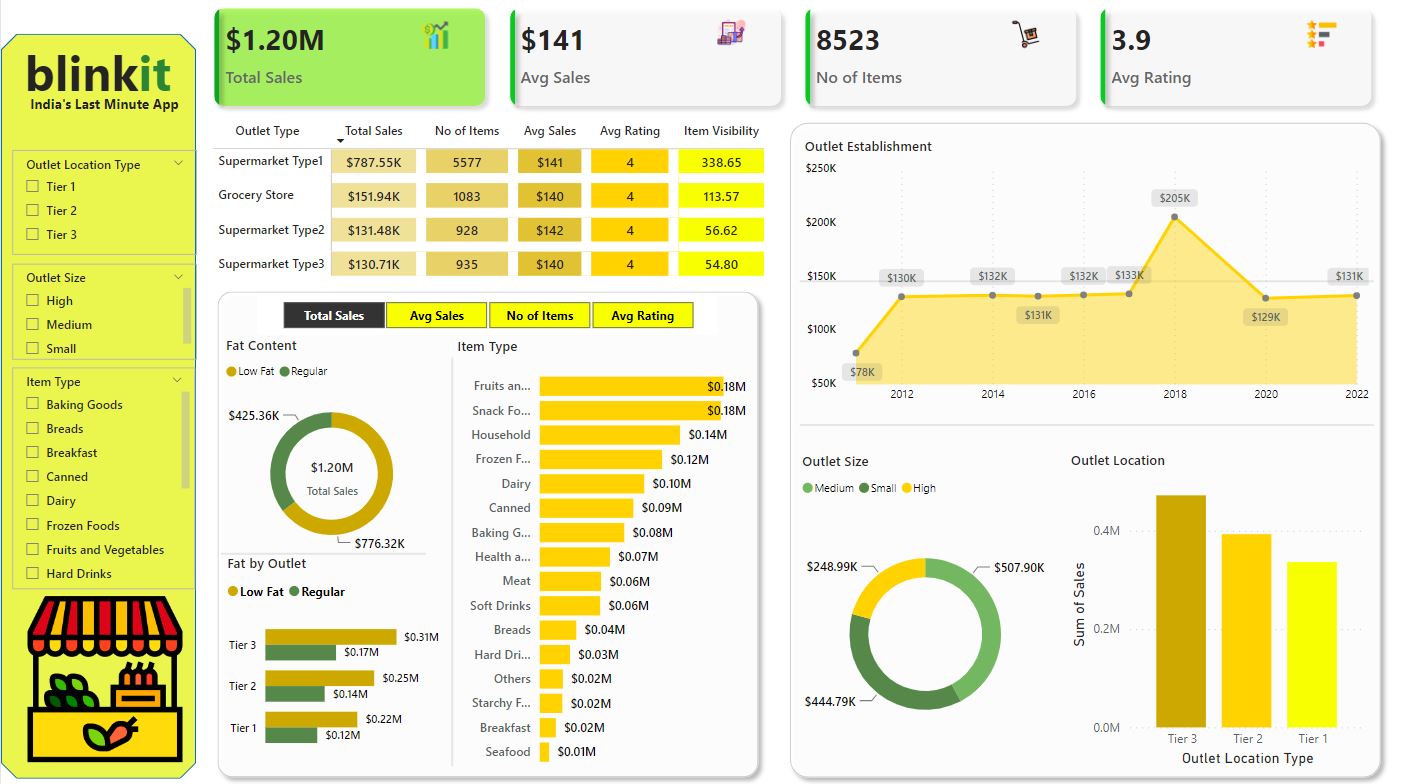 blinkit
India's Last Minute App
Outlet Location Type
Tier 1
Tier 2
Tier 3
Outlet Size
High
Medium
Small
Item Type
Baking Goods
Breads
Breakfast
Canned
Dairy
Frozen Foods
Fruits and Vegetables
Hard Drinks
$1.20M
Total Sales
$141
Avg Sales
8523
No of Items
3.9
Avg Rating
Outlet Type Total Sales No of Items Avg Sales Avg Rating Item Visibility
Supermarket Type1 $787.55K 5577 $141 4 338.65
Grocery Store $151.94K 1083 $140 4 113.57
Supermarket Type2 $131.48K 928 $142 4 56.62
Supermarket Type3 $130.71K 935 $140 4 54.80
Total Sales Avg Sales No of Items Avg Rating
Fat Content
Low Fat Regular
$425.36K
$1.20M
Total Sales
$776.32K
Fat by Outlet
Low Fat Regular
Tier 3 $0.31M
$0.17M
Tier 2 $0.25M
$0.14M
Tier 1 $0.22M
$0.12M
Item Type
Fruits an... $0.18M
Snack Fo... $0.18M
Household $0.14M
Frozen F... $0.12M
Dairy $0.10M
Canned $0.09M
Baking G... $0.08M
Health a... $0.07M
Meat $0.06M
Soft Drinks $0.06M
Breads $0.04M
Hard Dri... $0.03M
Others $0.02M
Starchy F... $0.02M
Breakfast $0.02M
Seafood $0.01M
Outlet Establishment
$250K
$200K
$150K
$100K
$50K
$78K
$130K
$132K
$131K
$132K
$133K
$205K
$129K
$131K
2012 2014 2016 2018 2020 2022
Outlet Size
Medium Small High
$248.99K
$507.90K
$444.79K
Outlet Location
Sum of Sales
0.4M
0.2M
0.0M
Tier 3 Tier 2 Tier 1
Outlet Location Type